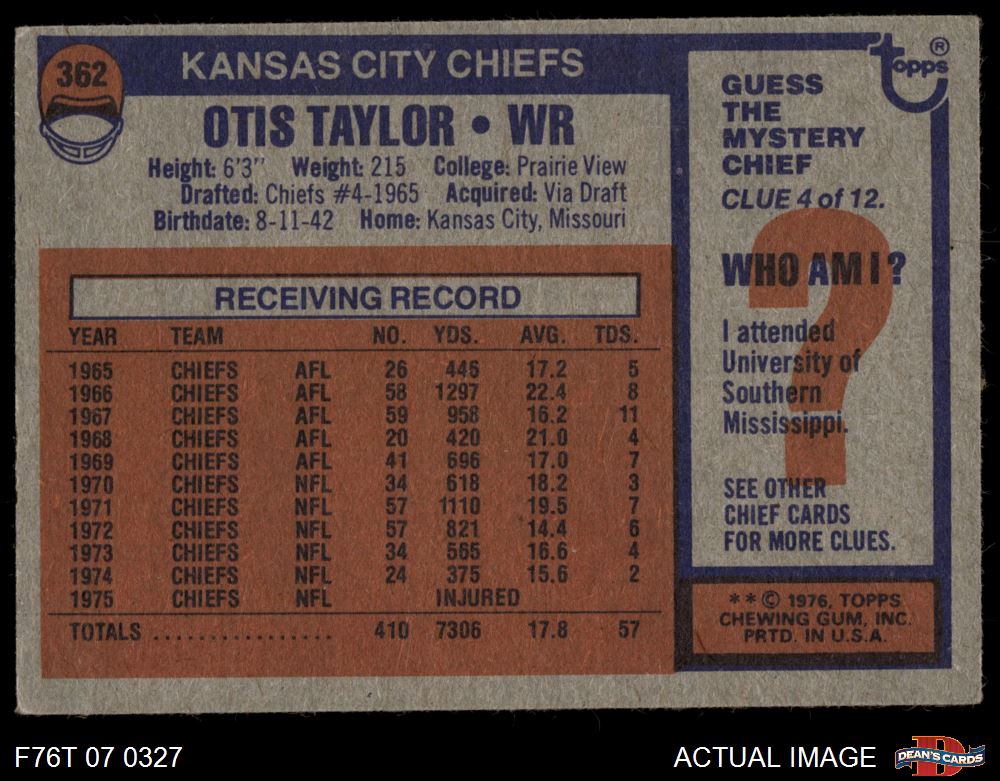 362
KANSAS CITY CHIEFS
OTIS TAYLOR • WR
Height: 6'3" Weight: 215 College: Prairie View
Drafted: Chiefs #4-1965 Acquired: Via Draft
Birthdate: 8-11-42 Home: Kansas City, Missouri
RECEIVING RECORD
YEAR TEAM NO. YDS. AVG. TDS.
1965 CHIEFS AFL 26 446 17.2 5
1966 CHIEFS AFL 58 1297 22.4 8
1967 CHIEFS AFL 59 958 16.2 11
1968 CHIEFS AFL 20 420 21.0 4
1969 CHIEFS AFL 41 696 17.0 7
1970 CHIEFS NFL 34 618 18.2 3
1971 CHIEFS NFL 57 1110 19.5 7
1972 CHIEFS NFL 57 821 14.4 6
1973 CHIEFS NFL 34 565 16.6 4
1974 CHIEFS NFL 24 375 15.6 2
1975 CHIEFS NFL INJURED
TOTALS ................ 410 7306 17.8 57
topps ®
GUESS
THE
MYSTERY
CHIEF
CLUE 4 of 12.
?
WHO AM I?
I attended
University of
Southern
Mississippi.
SEE OTHER
CHIEF CARDS
FOR MORE CLUES.
** © 1976, TOPPS
CHEWING GUM, INC.
PRTD. IN U.S.A.
F76T 07 0327
ACTUAL IMAGE
D
DEAN'S CARDS